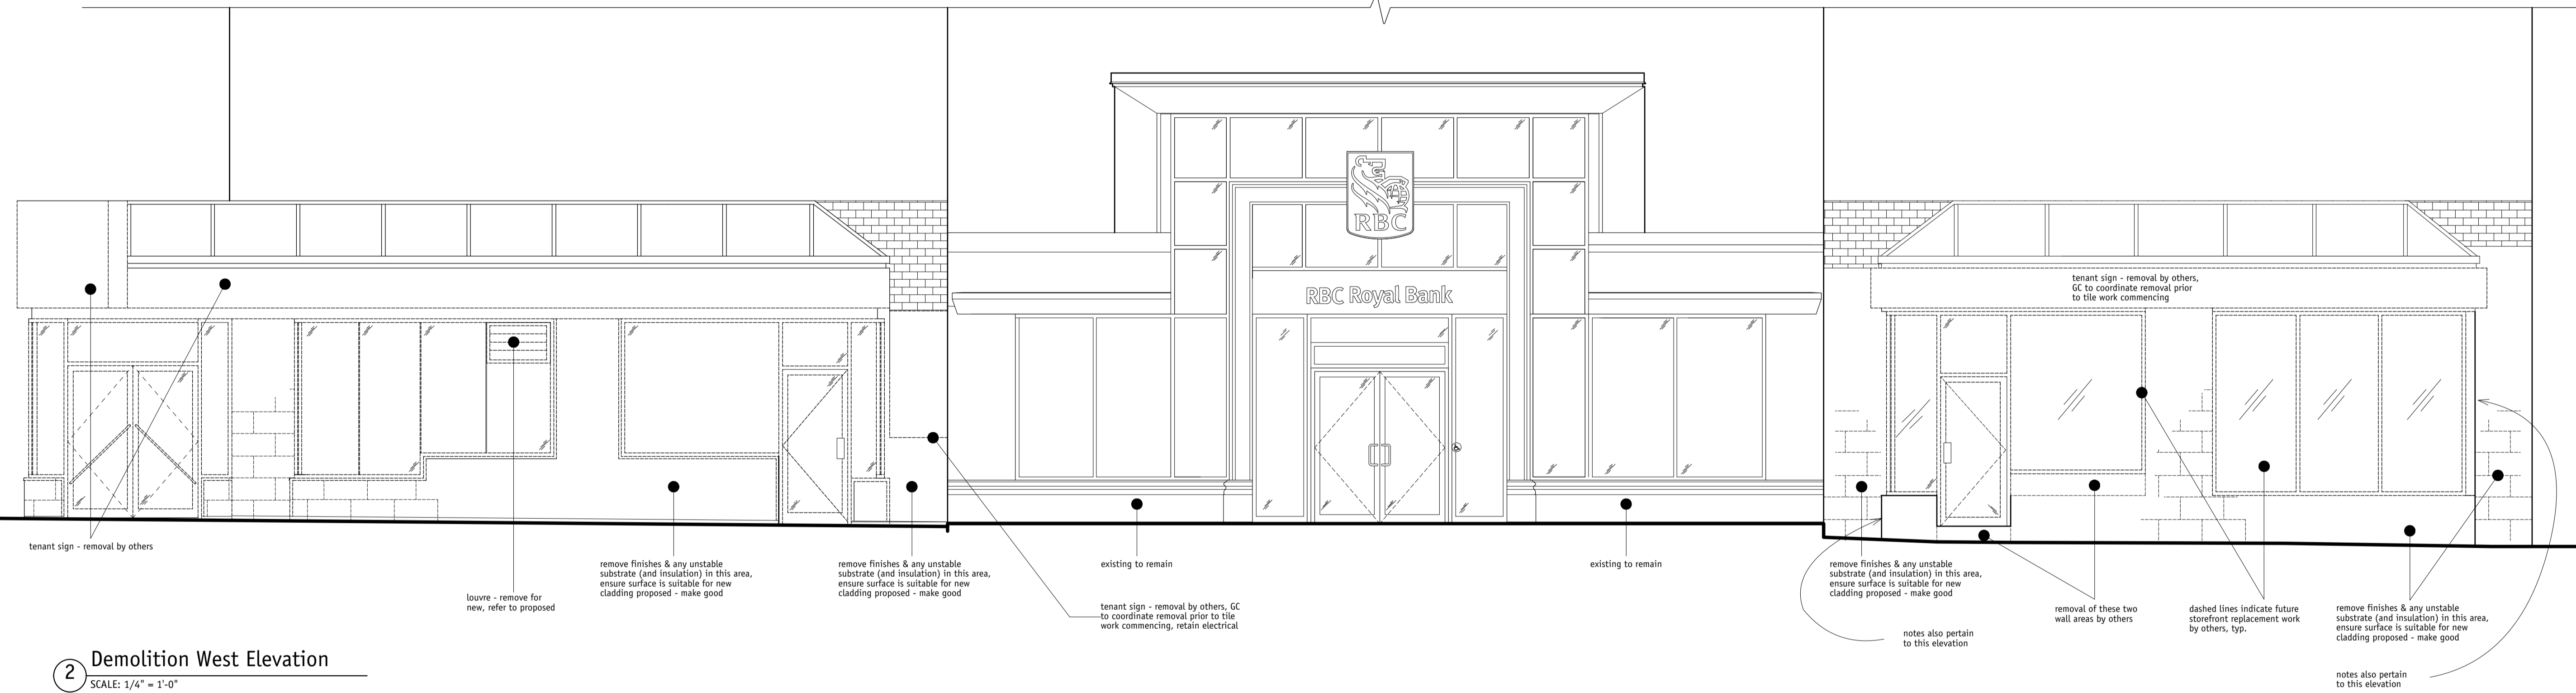 RBC
RBC Royal Bank
tenant sign - removal by others,
GC to coordinate removal prior
to tile work commencing
tenant sign - removal by others
louvre - remove for
new, refer to proposed
remove finishes & any unstable
substrate (and insulation) in this area,
ensure surface is suitable for new
cladding proposed - make good
remove finishes & any unstable
substrate (and insulation) in this area,
ensure surface is suitable for new
cladding proposed - make good
existing to remain
tenant sign - removal by others, GC
to coordinate removal prior to tile
work commencing, retain electrical
existing to remain
remove finishes & any unstable
substrate (and insulation) in this area,
ensure surface is suitable for new
cladding proposed - make good
notes also pertain
to this elevation
removal of these two
wall areas by others
dashed lines indicate future
storefront replacement work
by others, typ.
remove finishes & any unstable
substrate (and insulation) in this area,
ensure surface is suitable for new
cladding proposed - make good
notes also pertain
to this elevation
2
Demolition West Elevation
SCALE: 1/4" = 1'-0"